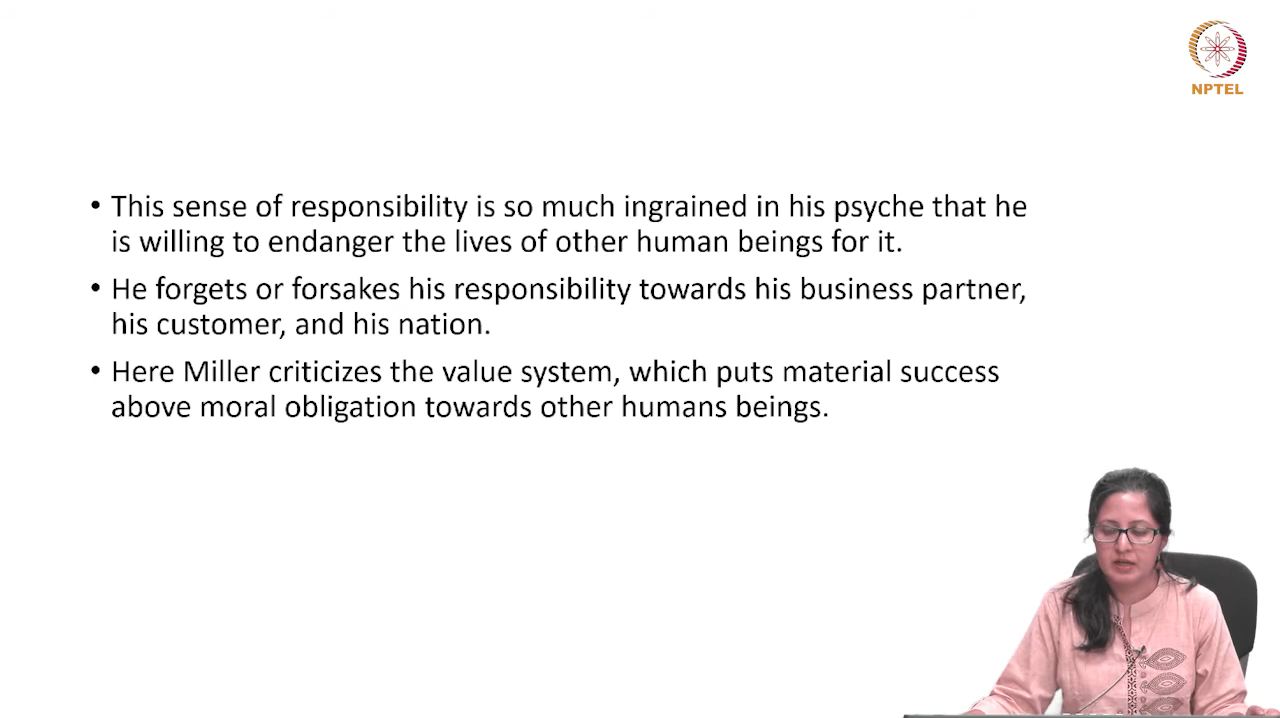 NPTEL
• This sense of responsibility is so much ingrained in his psyche that he
is willing to endanger the lives of other human beings for it.
• He forgets or forsakes his responsibility towards his business partner,
his customer, and his nation.
• Here Miller criticizes the value system, which puts material success
above moral obligation towards other humans beings.